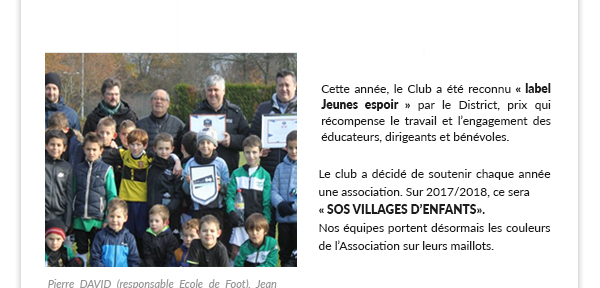 Cette année, le Club a été reconnu « label
Jeunes espoir » par le District, prix qui
récompense le travail et l'engagement des
éducateurs, dirigeants et bénévoles.
Le club a décidé de soutenir chaque année
une association. Sur 2017/2018, ce sera
« SOS VILLAGES D'ENFANTS».
Nos équipes portent désormais les couleurs
de l'Association sur leurs maillots.
Pierre DAVID (responsable Ecole de Foot), Jean